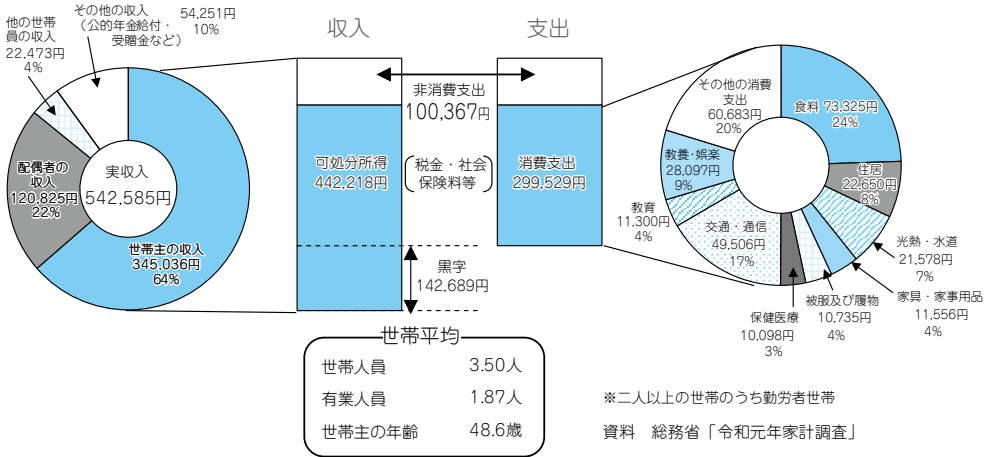 他の世帯
員の収入
22,473円
4%
その他の収入
（公的年金給付・
受贈金など）
54,251円
10%
配偶者の
収入
120,825円
22%
実収入
542,585円
世帯主の収入
345,036円
64%
収入
支出
非消費支出
100,367円
可処分所得
442,218円
税金・社会
保険料等
消費支出
299,529円
黒字
142,689円
その他の消費
支出
60,683円
20%
食料 73,325円
24%
住居
22,650円
8%
光熱・水道
21,578円
7%
家具・家事用品
11,556円
4%
被服及び履物
10,735円
4%
保健医療
10,098円
3%
交通・通信
49,506円
17%
教育
11,300円
4%
教養・娯楽
28,097円
9%
世帯平均
世帯人員 3.50人
有業人員 1.87人
世帯主の年齢 48.6歳
※二人以上の世帯のうち勤労者世帯
資料 総務省「令和元年家計調査」